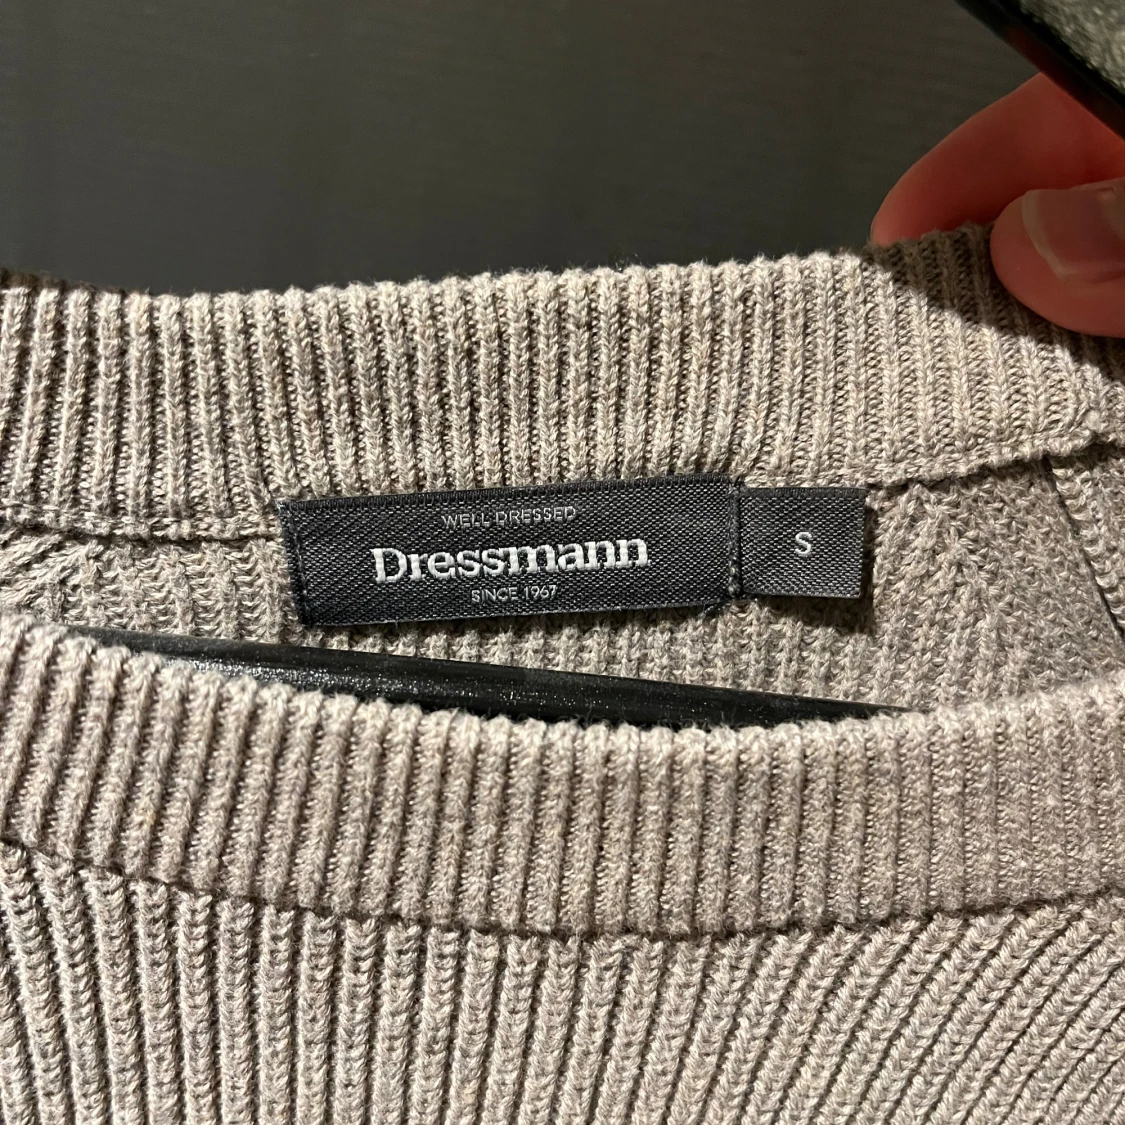 WELL DRESSED
Dressmann
SINCE 1967
S